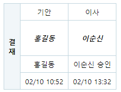 결재
기안 이사
홍길동 이순신
홍길동 이순신 승인
02/10 10:52 02/10 13:32